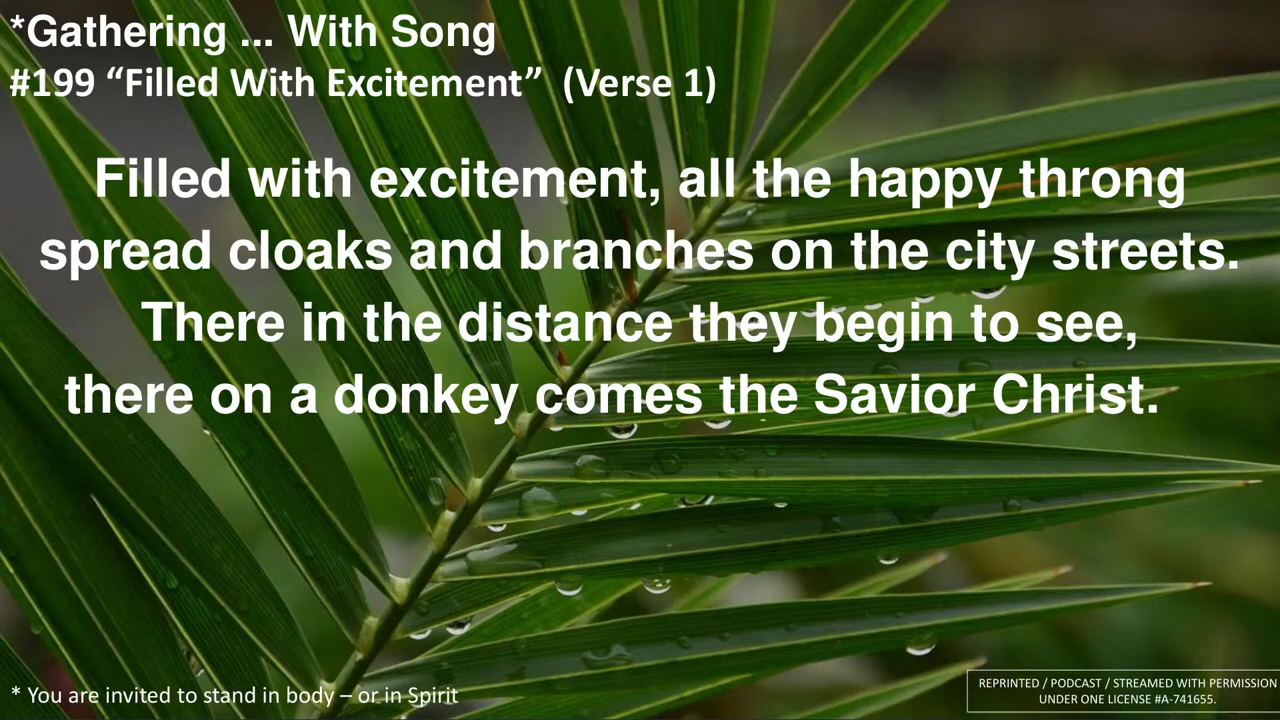 *Gathering ... With Song
#199 “Filled With Excitement” (Verse 1)
Filled with excitement, all the happy throng
spread cloaks and branches on the city streets.
There in the distance they begin to see,
there on a donkey comes the Savior Christ.
* You are invited to stand in body – or in Spirit
REPRINTED / PODCAST / STREAMED WITH PERMISSION
UNDER ONE LICENSE #A-741655.